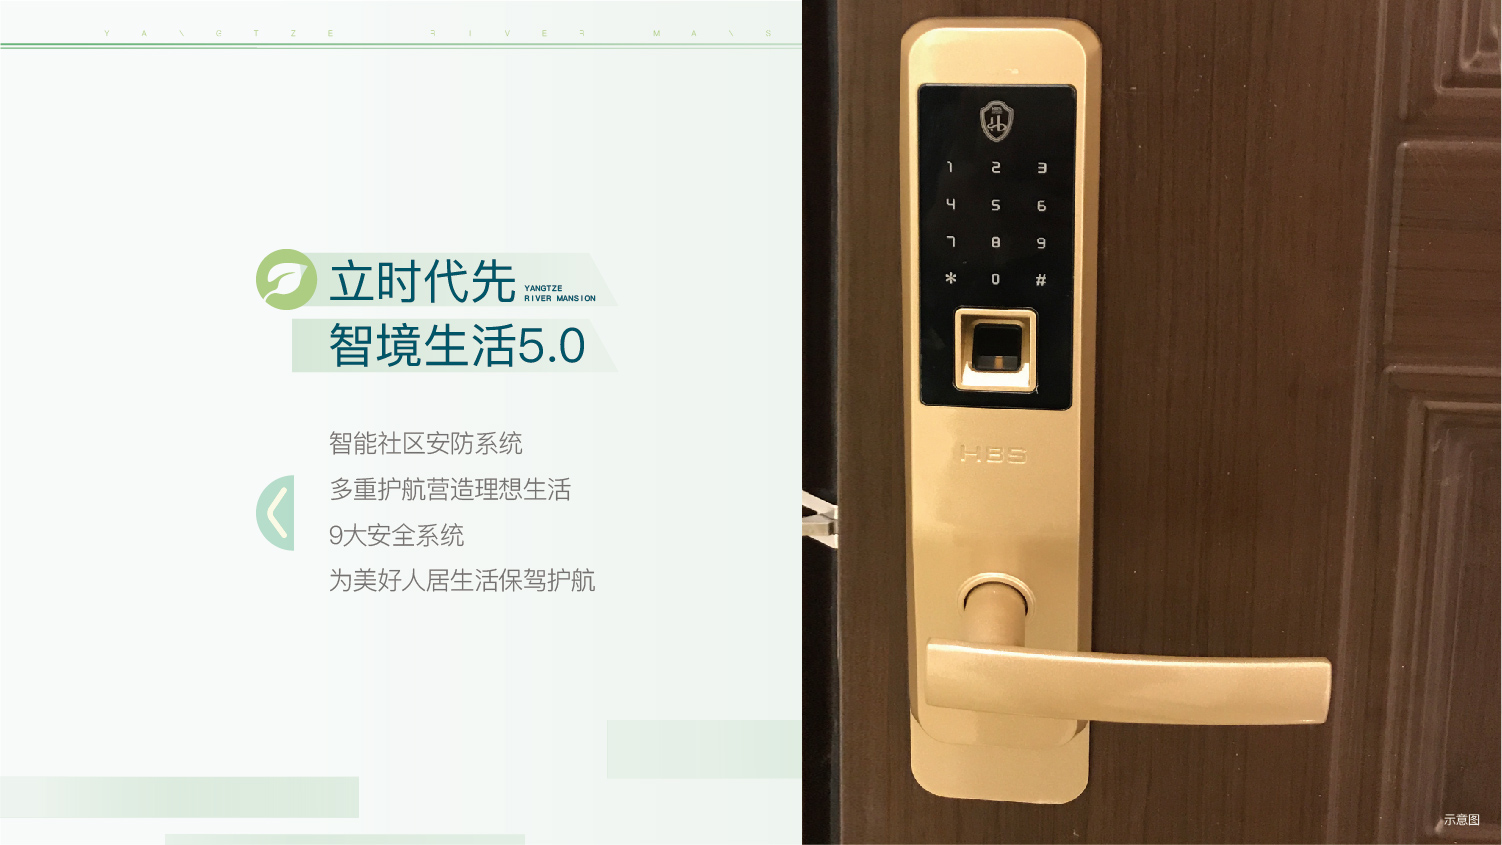 YANGTZE RIVER MANS
立时代先
YANGTZE
RIVER MANSION
智境生活5.0
智能社区安防系统
多重护航营造理想生活
9大安全系统
为美好人居生活保驾护航
1 2 3
4 5 6
7 8 9
* 0 #
HBS
示意图